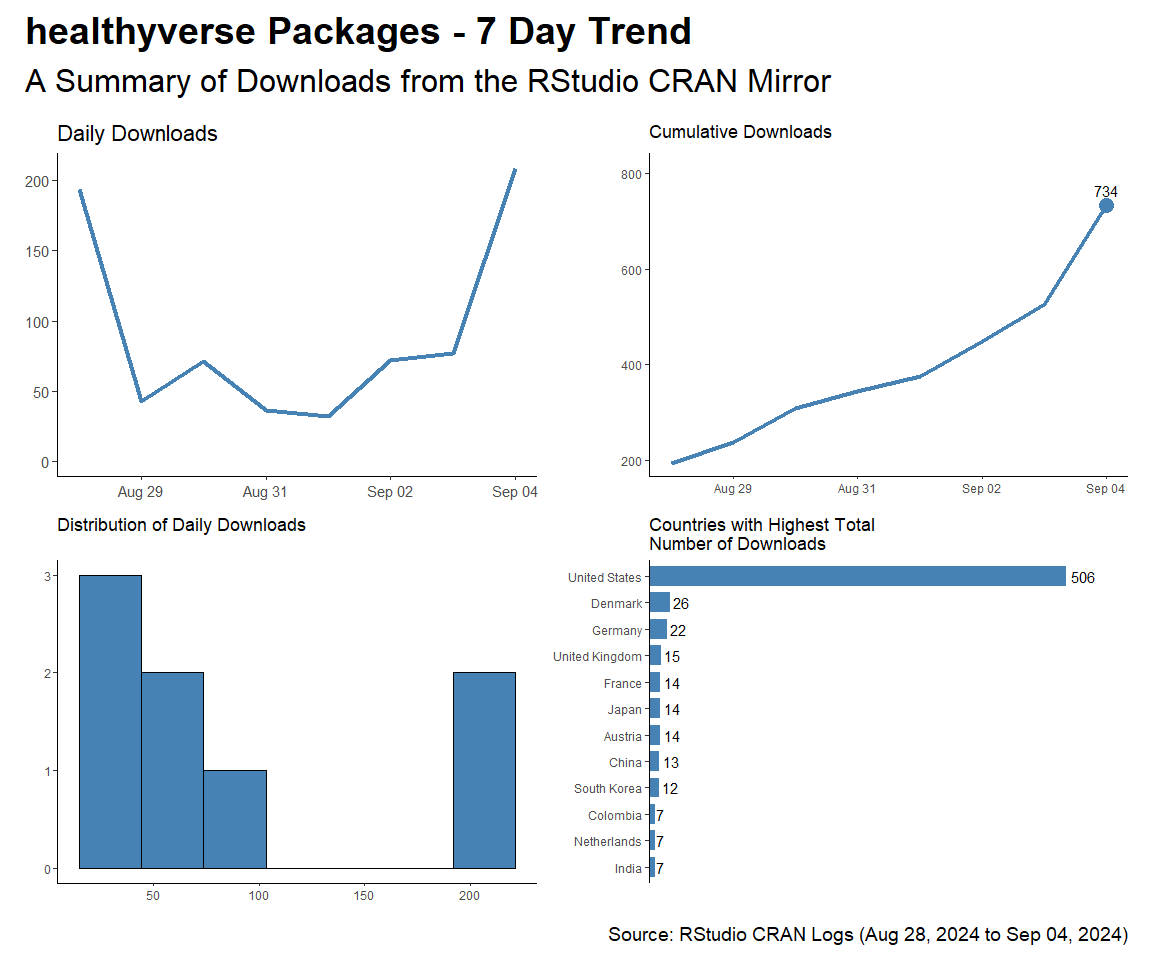 healthyverse Packages - 7 Day Trend
A Summary of Downloads from the RStudio CRAN Mirror
Daily Downloads
200
150
100
50
0
Aug 29 Aug 31 Sep 02 Sep 04
Cumulative Downloads
800
600
400
200
734
Aug 29 Aug 31 Sep 02 Sep 04
Distribution of Daily Downloads
3
2
1
0
50 100 150 200
Countries with Highest Total
Number of Downloads
United States 506
Denmark 26
Germany 22
United Kingdom 15
France 14
Japan 14
Austria 14
China 13
South Korea 12
Colombia 7
Netherlands 7
India 7
Source: RStudio CRAN Logs (Aug 28, 2024 to Sep 04, 2024)